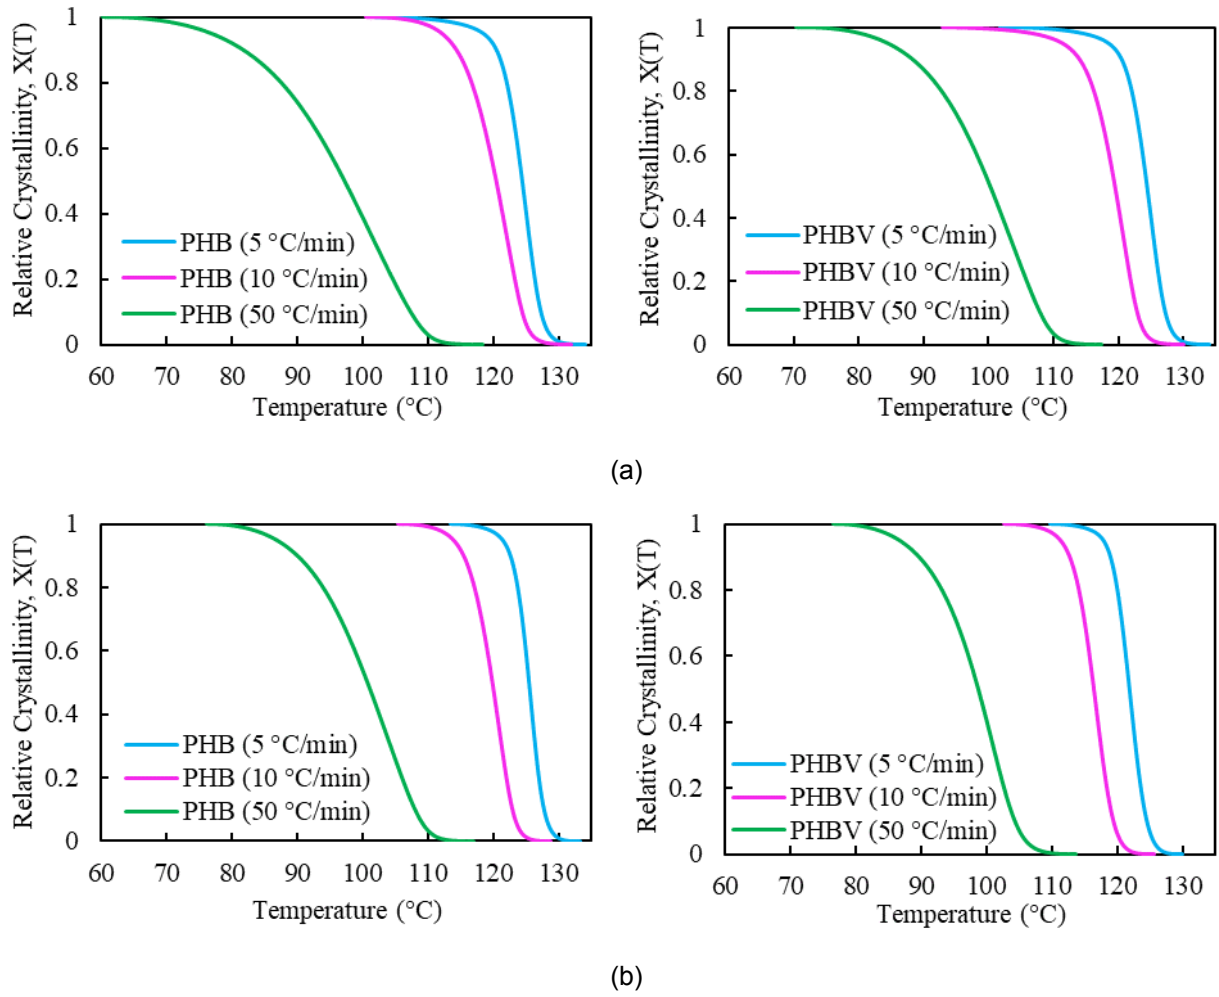 Relative Crystallinity, X(T)
1
0.8
0.6
0.4
0.2
0
PHB (5 °C/min)
PHB (10 °C/min)
PHB (50 °C/min)
60 70 80 90 100 110 120 130
Temperature (°C)
Relative Crystallinity, X(T)
1
0.8
0.6
0.4
0.2
0
PHBV (5 °C/min)
PHBV (10 °C/min)
PHBV (50 °C/min)
60 70 80 90 100 110 120 130
Temperature (°C)
(a)
Relative Crystallinity, X(T)
1
0.8
0.6
0.4
0.2
0
PHB (5 °C/min)
PHB (10 °C/min)
PHB (50 °C/min)
60 70 80 90 100 110 120 130
Temperature (°C)
Relative Crystallinity, X(T)
1
0.8
0.6
0.4
0.2
0
PHBV (5 °C/min)
PHBV (10 °C/min)
PHBV (50 °C/min)
60 70 80 90 100 110 120 130
Temperature (°C)
(b)